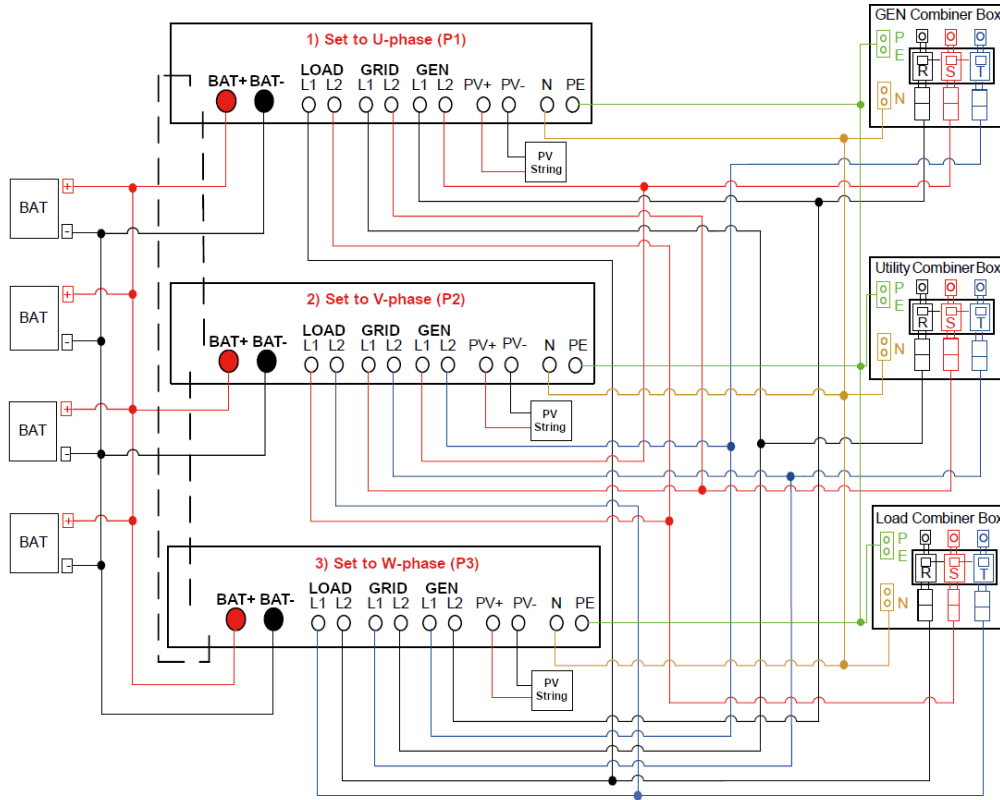 GEN Combiner Box
P
E
N
R S T
1) Set to U-phase (P1)
LOAD GRID GEN
BAT+ BAT- L1 L2 L1 L2 L1 L2 PV+ PV- N PE
PV
String
BAT
+
-
BAT
+
-
BAT
+
-
BAT
+
-
Utility Combiner Box
P
E
N
R S T
2) Set to V-phase (P2)
LOAD GRID GEN
BAT+ BAT- L1 L2 L1 L2 L1 L2 PV+ PV- N PE
PV
String
Load Combiner Box
P
E
N
R S T
3) Set to W-phase (P3)
LOAD GRID GEN
BAT+ BAT- L1 L2 L1 L2 L1 L2 PV+ PV- N PE
PV
String